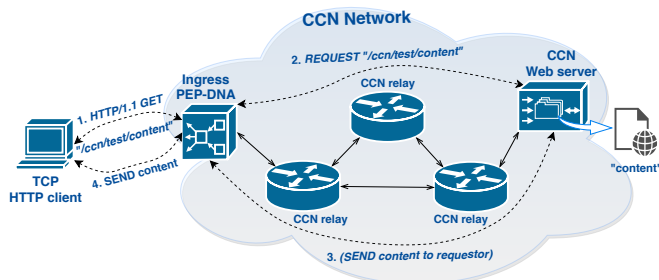 CCN Network
2. REQUEST "/ccn/test/content"
CCN
Web server
Ingress
PEP-DNA
CCN relay
1. HTTP/1.1 GET
"/ccn/test/content"
4. SEND content
TCP
HTTP client
"content"
CCN relay
CCN relay
3. (SEND content to requestor)